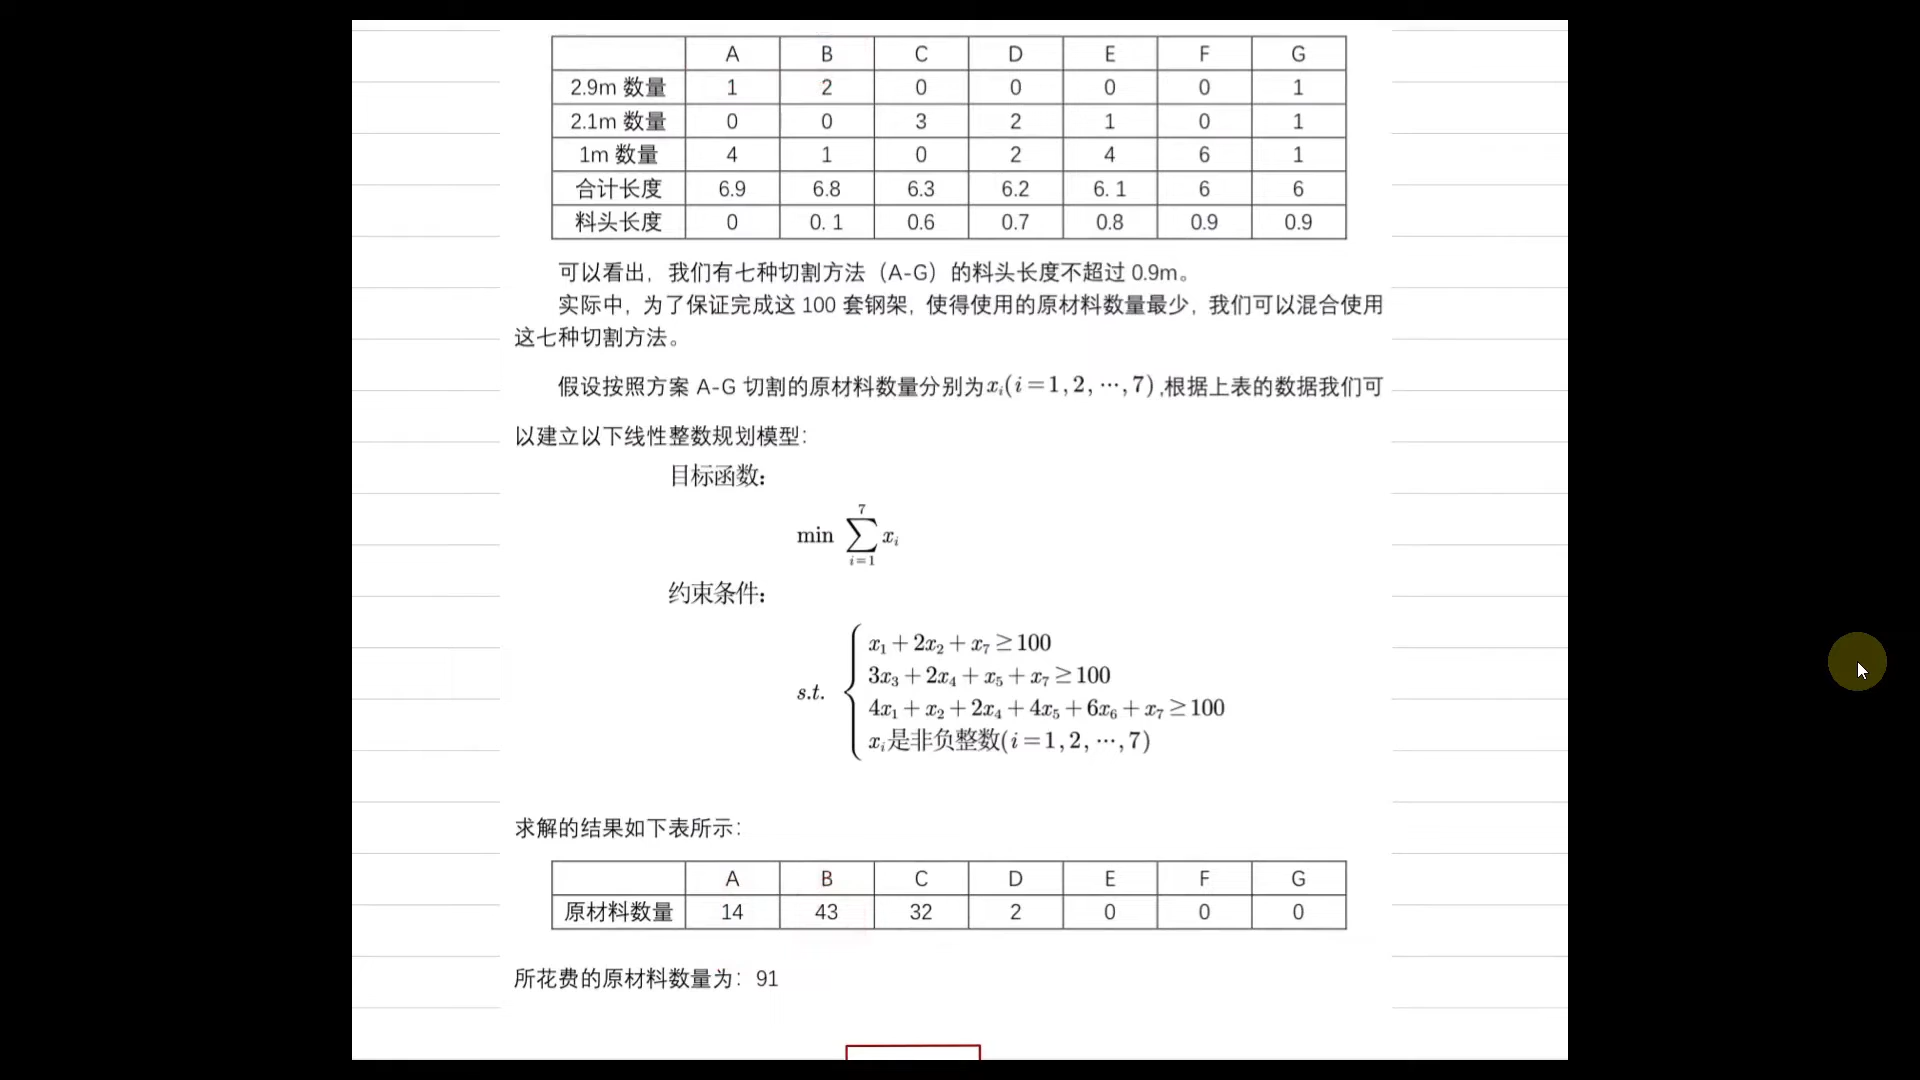 A B C D E F G
2.9m 数量 1 2 0 0 0 0 1
2.1m 数量 0 0 3 2 1 0 1
1m 数量 4 1 0 2 4 6 1
合计长度 6.9 6.8 6.3 6.2 6. 1 6 6
料头长度 0 0. 1 0.6 0.7 0.8 0.9 0.9
可以看出，我们有七种切割方法（A-G）的料头长度不超过 0.9m。
实际中，为了保证完成这 100 套钢架，使得使用的原材料数量最少，我们可以混合使用
这七种切割方法。
假设按照方案 A-G 切割的原材料数量分别为xᵢ(i=1,2,⋯,7),根据上表的数据我们可
以建立以下线性整数规划模型：
目标函数：
min ∑_{i=1}^{7} xᵢ
约束条件：
s.t. {
x₁+2x₂+x₇≥100
3x₃+2x₄+x₅+x₇≥100
4x₁+x₂+2x₄+4x₅+6x₆+x₇≥100
xᵢ是非负整数(i=1,2,⋯,7)
求解的结果如下表所示：
A B C D E F G
原材料数量 14 43 32 2 0 0 0
所花费的原材料数量为：91